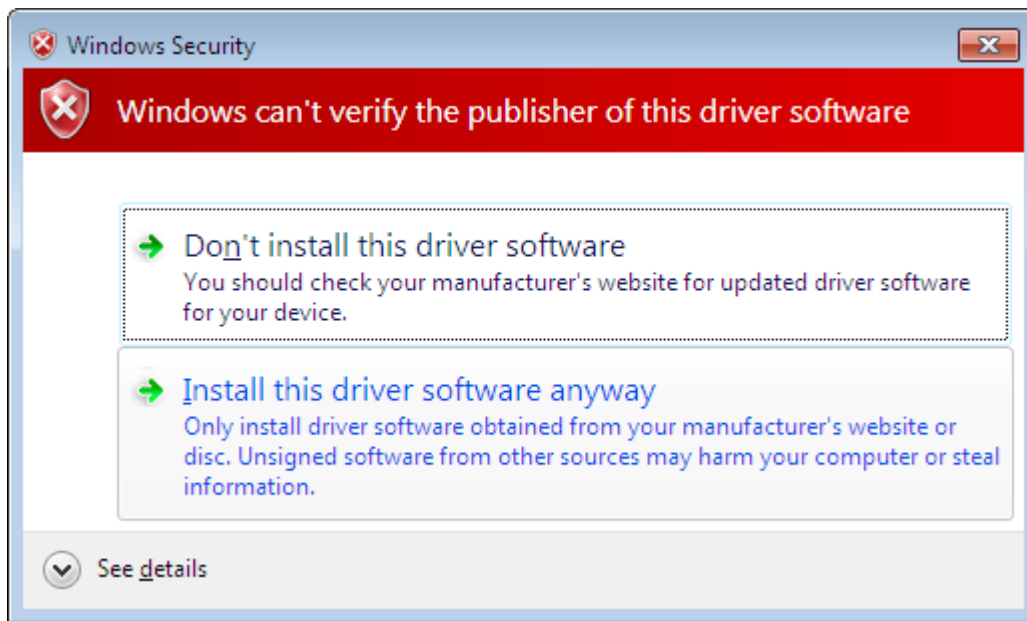 Windows Security
Windows can't verify the publisher of this driver software
Don't install this driver software
You should check your manufacturer's website for updated driver software
for your device.
Install this driver software anyway
Only install driver software obtained from your manufacturer's website or
disc. Unsigned software from other sources may harm your computer or steal
information.
See details